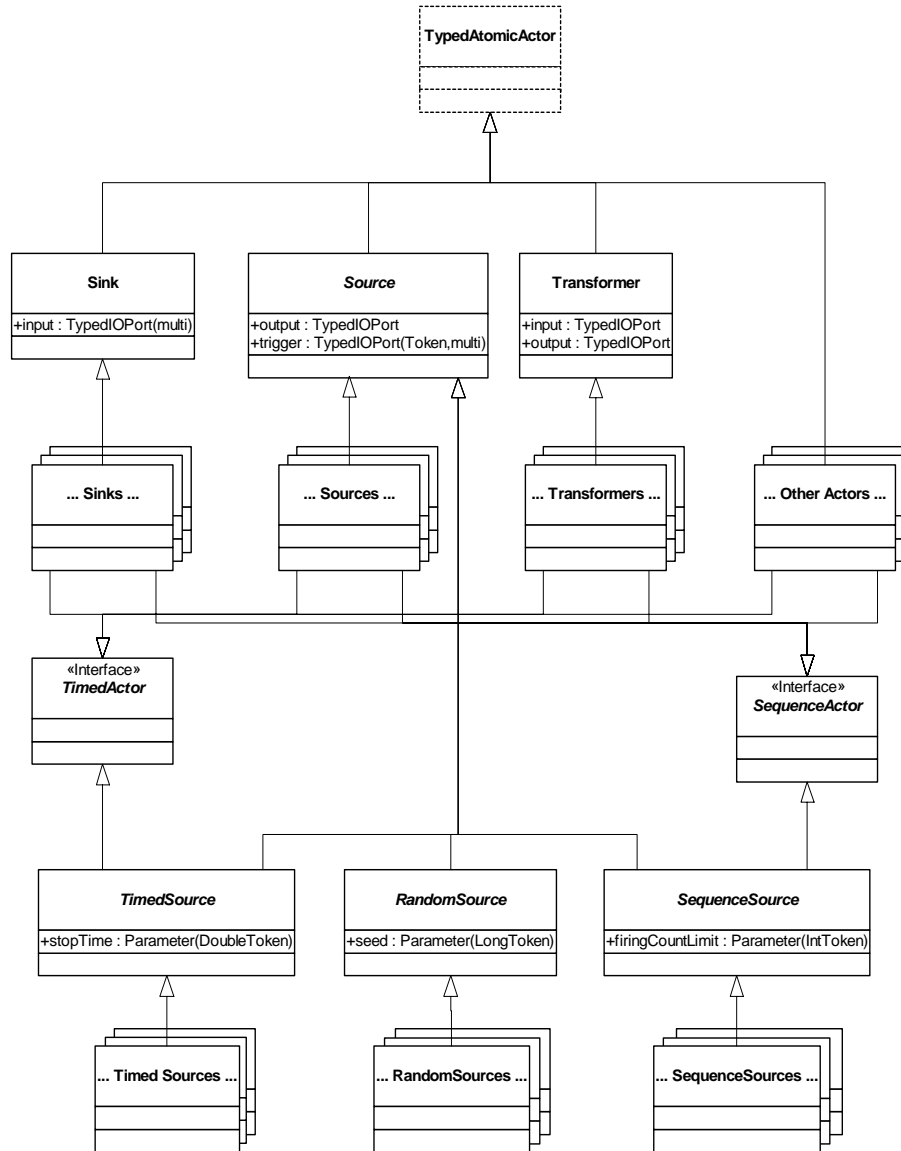 TypedAtomicActor
Sink
+input : TypedIOPort(multi)
Source
+output : TypedIOPort
+trigger : TypedIOPort(Token,multi)
Transformer
+input : TypedIOPort
+output : TypedIOPort
... Sinks ...
... Sources ...
... Transformers ...
... Other Actors ...
«Interface»
TimedActor
«Interface»
SequenceActor
TimedSource
+stopTime : Parameter(DoubleToken)
RandomSource
+seed : Parameter(LongToken)
SequenceSource
+firingCountLimit : Parameter(IntToken)
... Timed Sources ...
... RandomSources ...
... SequenceSources ...